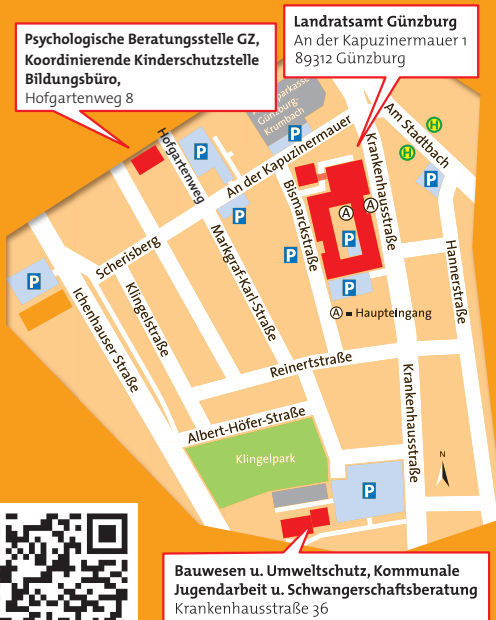 Landratsamt Günzburg
An der Kapuzinermauer 1
89312 Günzburg
Psychologische Beratungsstelle GZ,
Koordinierende Kinderschutzstelle
Bildungsbüro,
Hofgartenweg 8
Günzburg-
Krumbach
P
Am Stadtbach
H
H
P
Hofgartenweg
P
An der Kapuzinermauer
Krankenhausstraße
Bismarckstraße
A
A
P
P
P
P
Hannerstraße
Scherisberg
Markgraf-Karl-Straße
P
Ichenhauser Straße
Klingelstraße
A = Haupteingang
Reinertstraße
Krankenhausstraße
Albert-Höfer-Straße
Klingelpark
N
P
Bauwesen u. Umweltschutz, Kommunale
Jugendarbeit u. Schwangerschaftsberatung
Krankenhausstraße 36